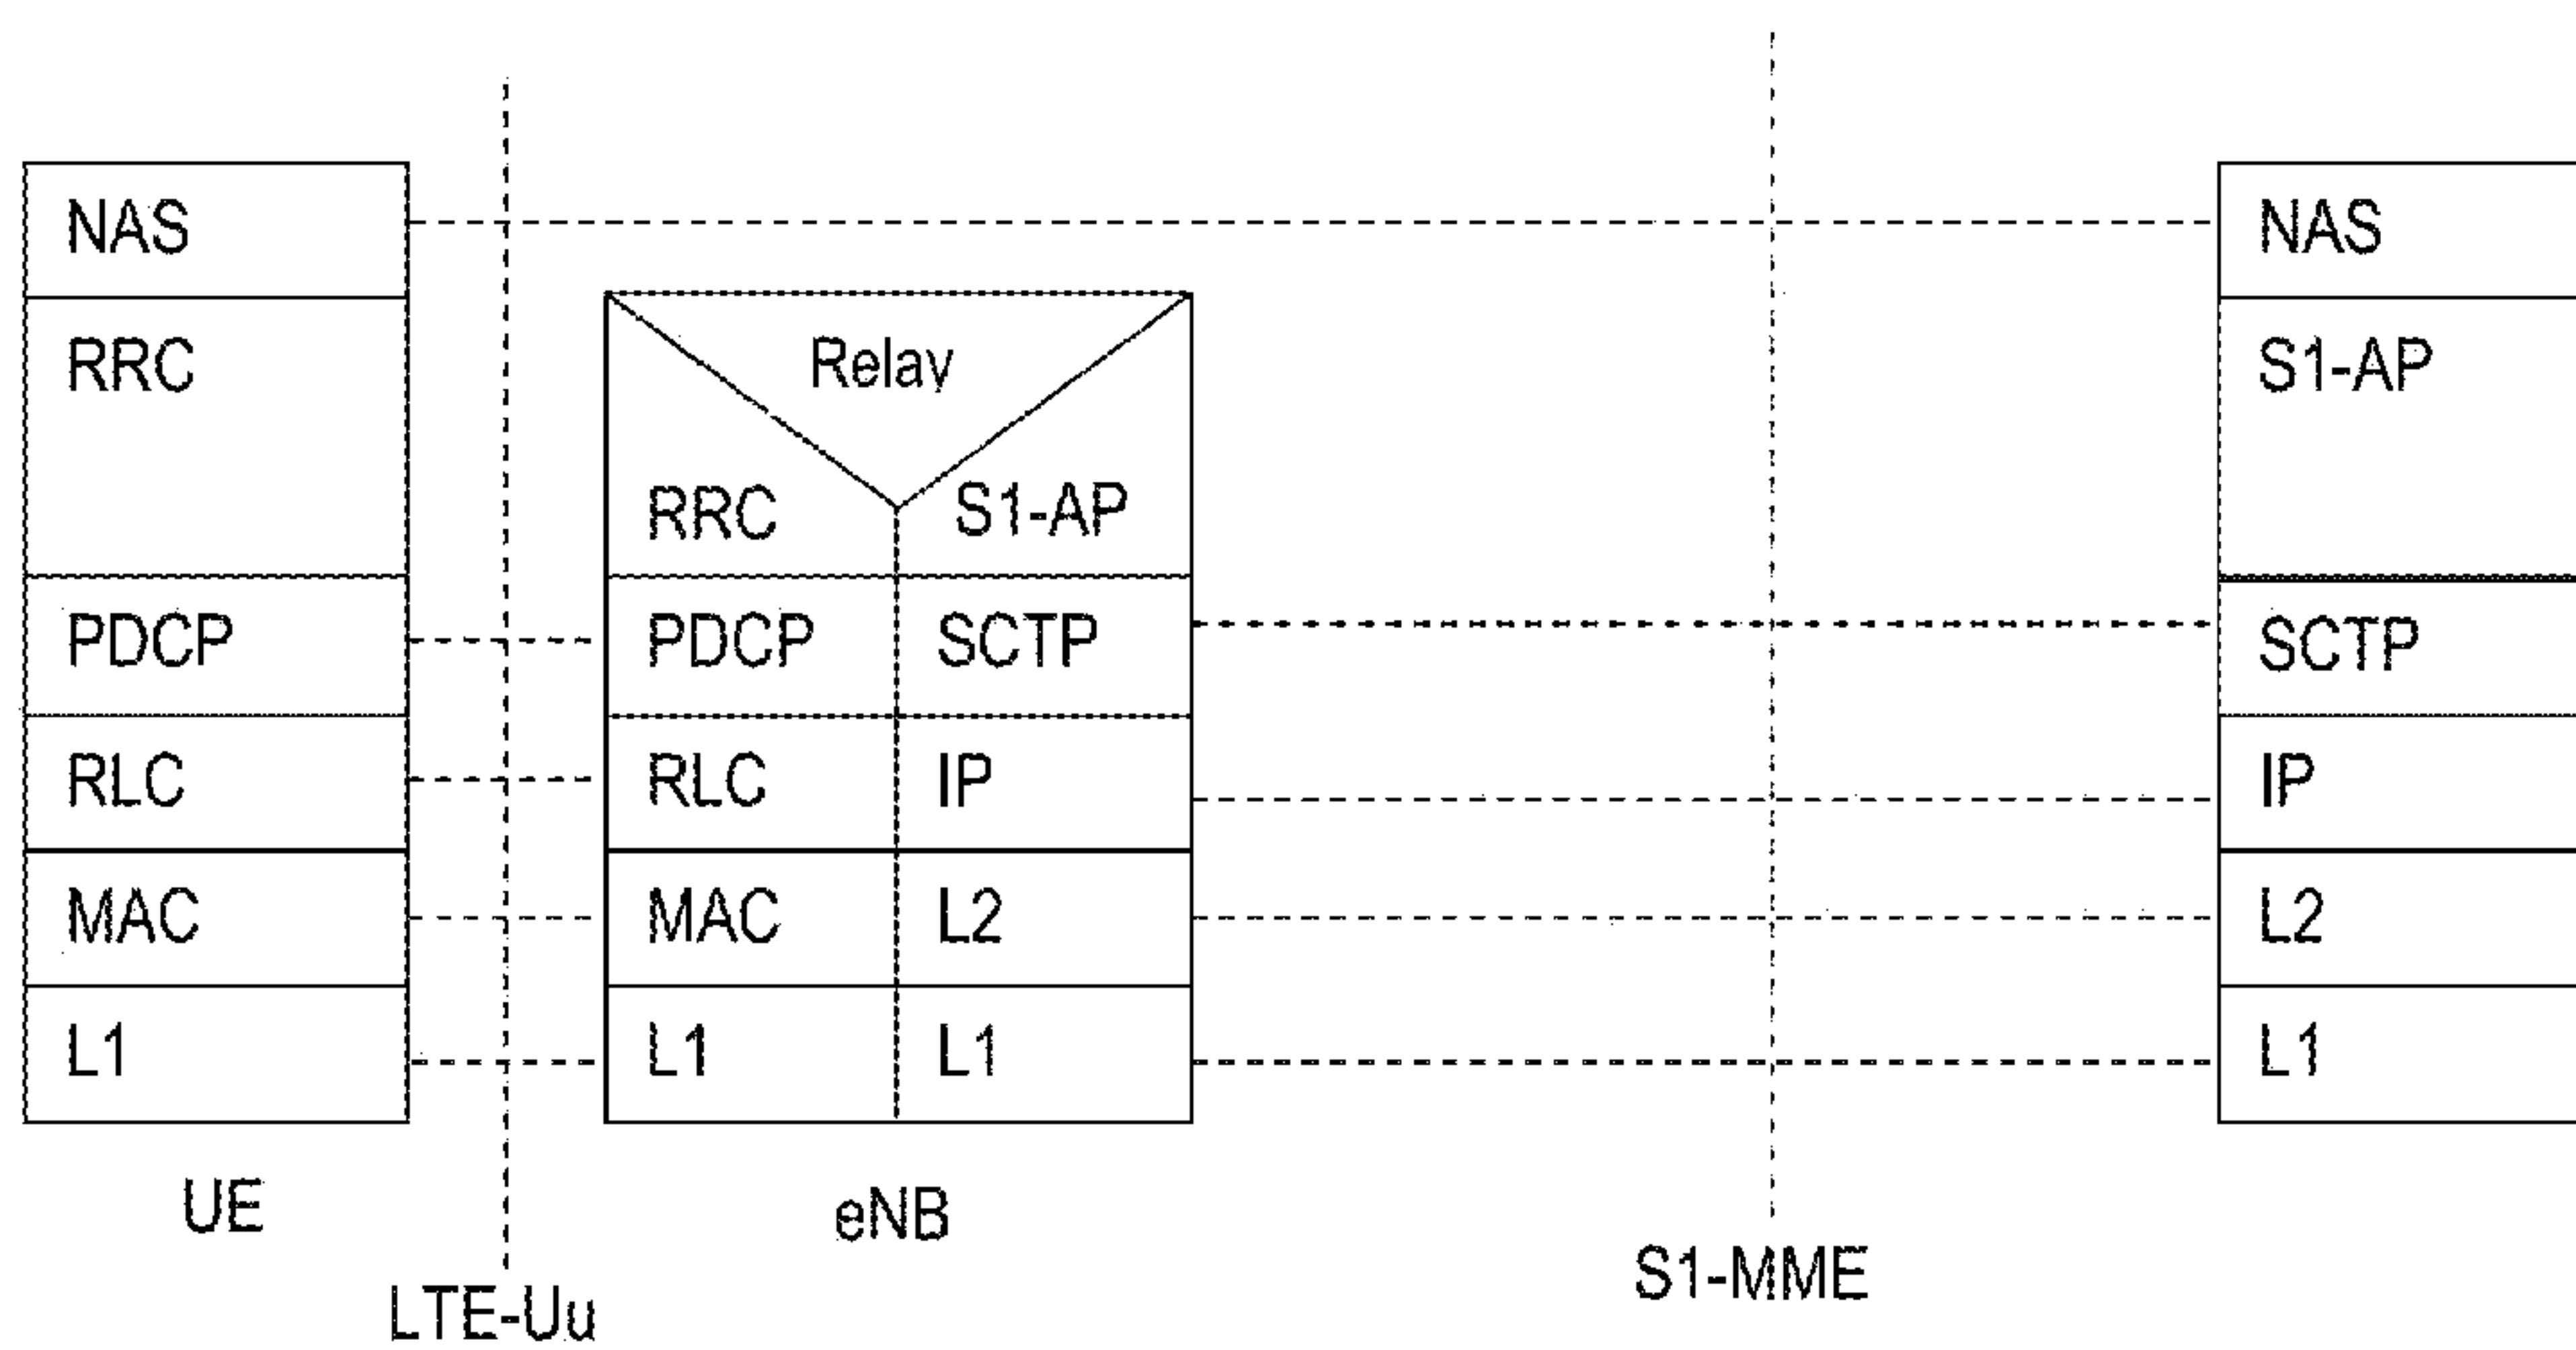 NAS
RRC
PDCP
RLC
MAC
L1
UE
LTE-Uu
Relay
RRC S1-AP
PDCP SCTP
RLC IP
MAC L2
L1 L1
eNB
S1-MME
NAS
S1-AP
SCTP
IP
L2
L1